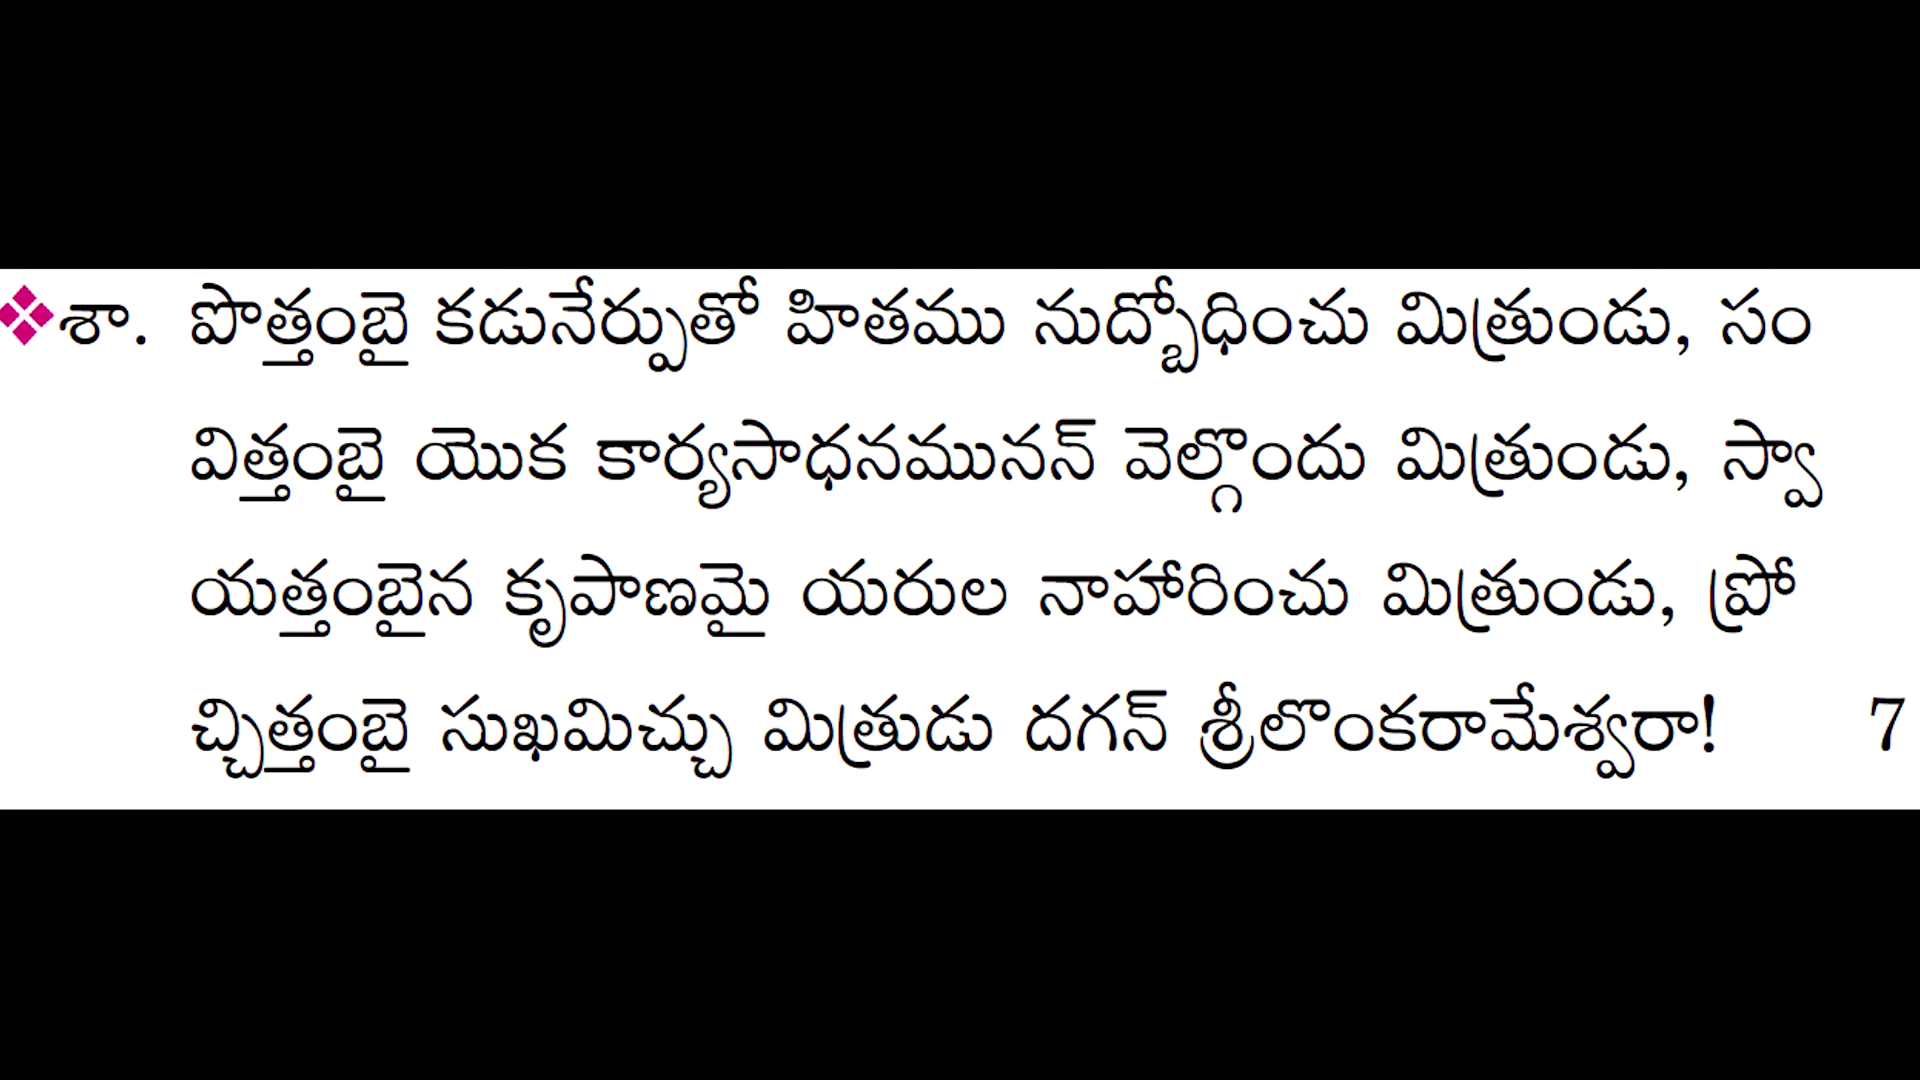 ❖శా. పొత్తంబై కడునేర్పుతో హితము నుద్బోధించు మిత్రుండు, సం
విత్తంబై యొక కార్యసాధనమునన్ వెల్గొందు మిత్రుండు, స్వా
యత్తంబైన కృపాణమై యరుల నాహారించు మిత్రుండు, ప్రో
చ్చిత్తంబై సుఖమిచ్చు మిత్రుడు దగన్ శ్రీలొంకరామేశ్వరా! 7